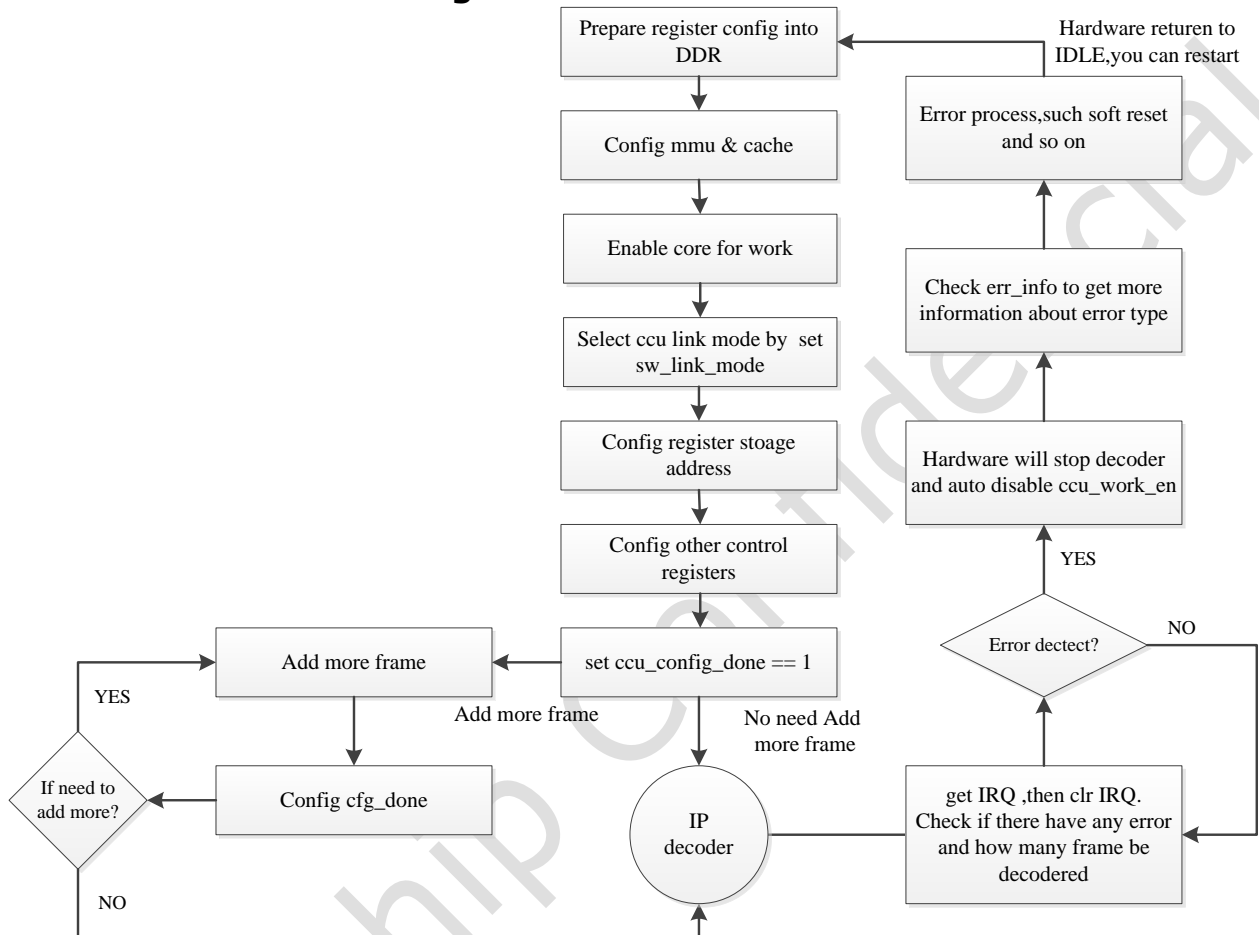 Prepare register config into
DDR
Hardware returen to
IDLE,you can restart
Config mmu & cache
Error process,such soft reset
and so on
Enable core for work
Check err_info to get more
information about error type
Select ccu link mode by set
sw_link_mode
Config register stoage
address
Hardware will stop decoder
and auto disable ccu_work_en
Config other control
registers
YES
Error dectect?
NO
Add more frame
set ccu_config_done == 1
YES
Add more frame
No need Add
more frame
If need to
add more?
Config cfg_done
IP
decoder
get IRQ ,then clr IRQ.
Check if there have any error
and how many frame be
decodered
NO